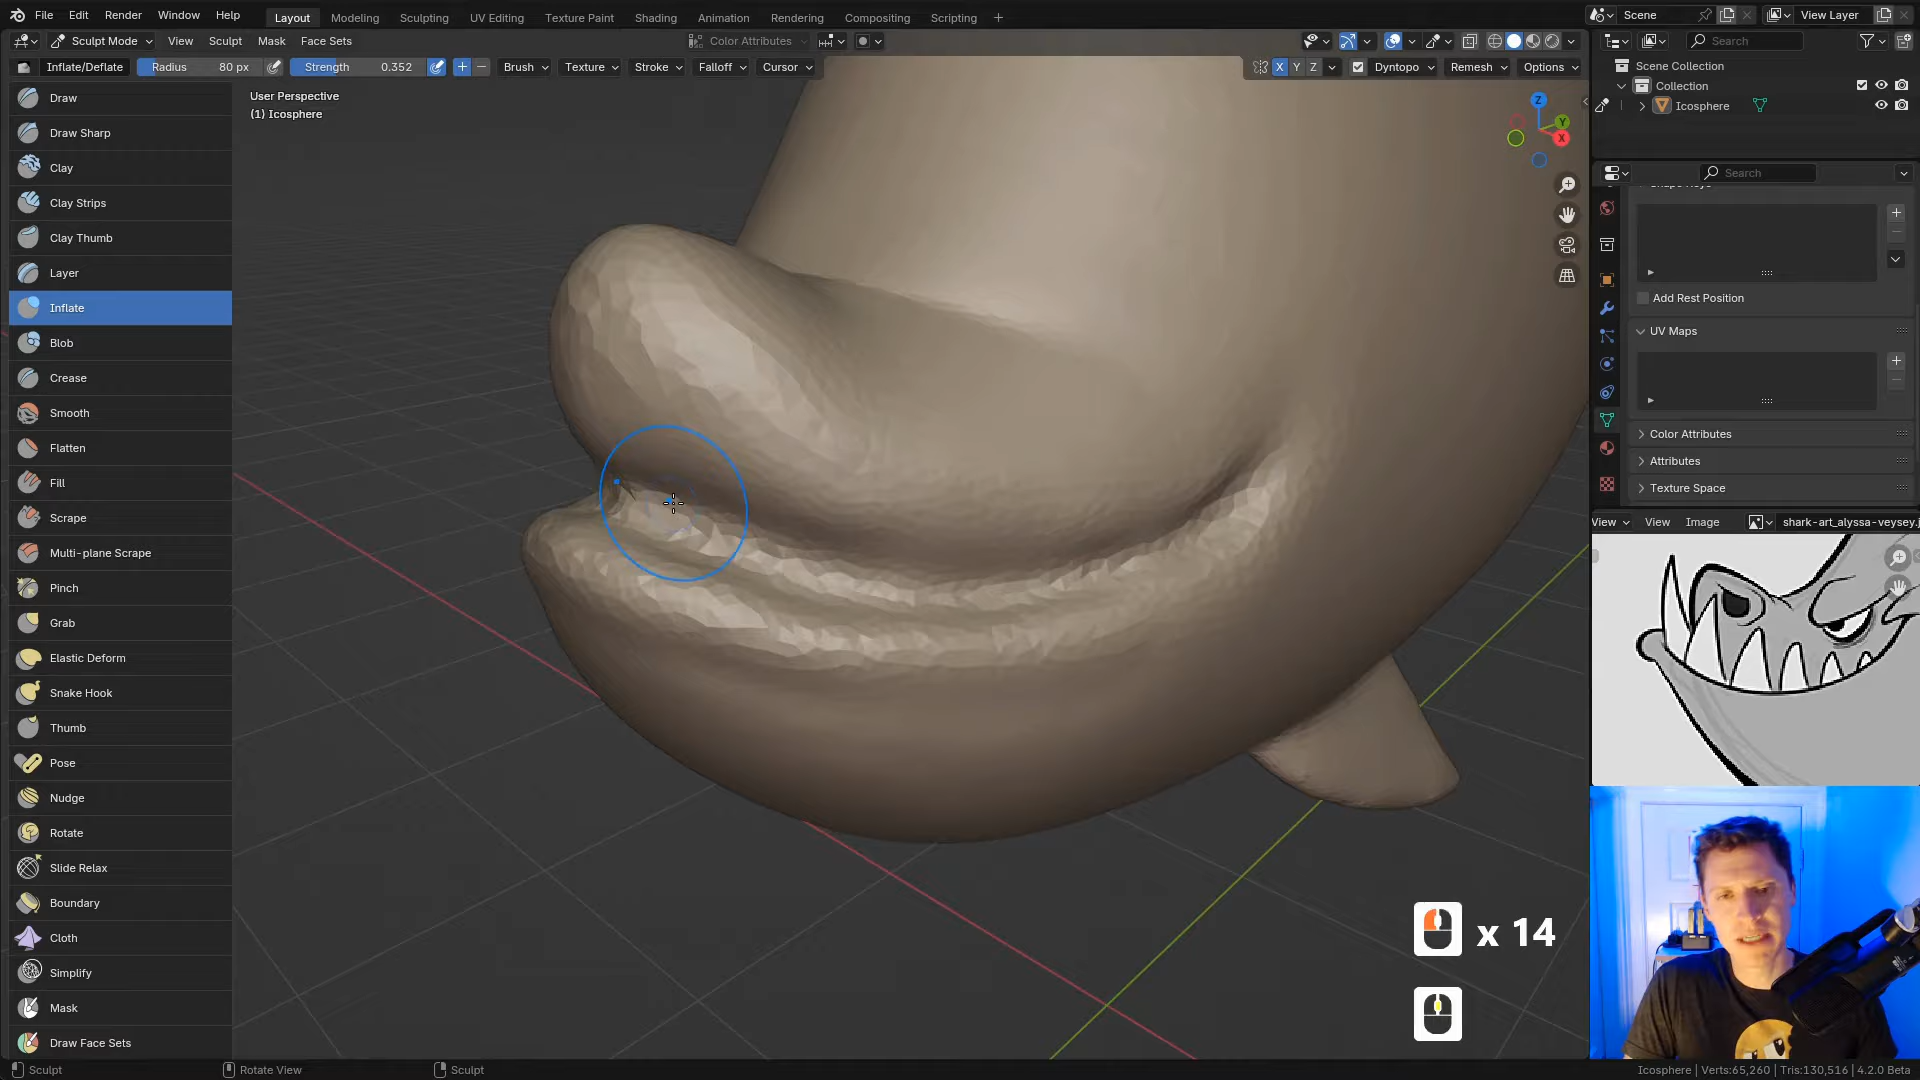 File Edit Render Window Help Layout Modeling Sculpting UV Editing Texture Paint Shading Animation Rendering Compositing Scripting + Scene View Layer
Sculpt Mode View Sculpt Mask Face Sets Color Attributes Search
Inflate/Deflate Radius 80 px Strength 0.352 Brush Texture Stroke Falloff Cursor X Y Z Dyntopo Remesh Options
Scene Collection
Collection
Icosphere
User Perspective
(1) Icosphere
Z
Y
X
Draw
Draw Sharp
Clay
Clay Strips
Clay Thumb
Layer
Inflate
Blob
Crease
Smooth
Flatten
Fill
Scrape
Multi-plane Scrape
Pinch
Grab
Elastic Deform
Snake Hook
Thumb
Pose
Nudge
Rotate
Slide Relax
Boundary
Cloth
Simplify
Mask
Draw Face Sets
Search
Add Rest Position
UV Maps
Color Attributes
Attributes
Texture Space
View View Image shark-art_alyssa-veysey.j
x 14
Sculpt Rotate View Sculpt Icosphere | Verts:65,260 | Tris:130,516 | 4.2.0 Beta